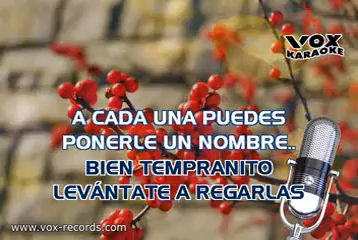 VOX
KARAOKE
A CADA UNA PUEDES
PONERLE UN NOMBRE..
BIEN TEMPRANITO
LEVÁNTATE A REGARLAS
www.vox-records.com